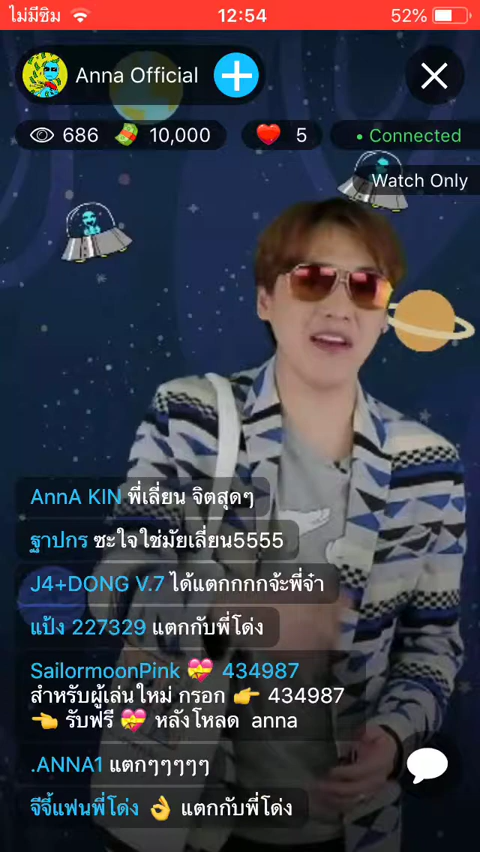 ไม่มีซิม 12:54 52%
Anna Official
686 10,000 5 • Connected
Watch Only
AnnA KIN พี่เลี่ยน จิตสุดๆ
ฐาปกร ซะใจใช่มัยเลี่ยน5555
J4+DONG V.7 ได้แตกกกกจ้ะพี่จ๋า
แป้ง 227329 แตกกับพี่โด่ง
SailormoonPink 💝 434987
สำหรับผู้เล่นใหม่ กรอก 👉 434987
👈 รับฟรี 💝 หลังโหลด anna
.ANNA1 แตกๆๆๆๆๆ
จีจี้แฟนพี่โด่ง 👌 แตกกับพี่โด่ง